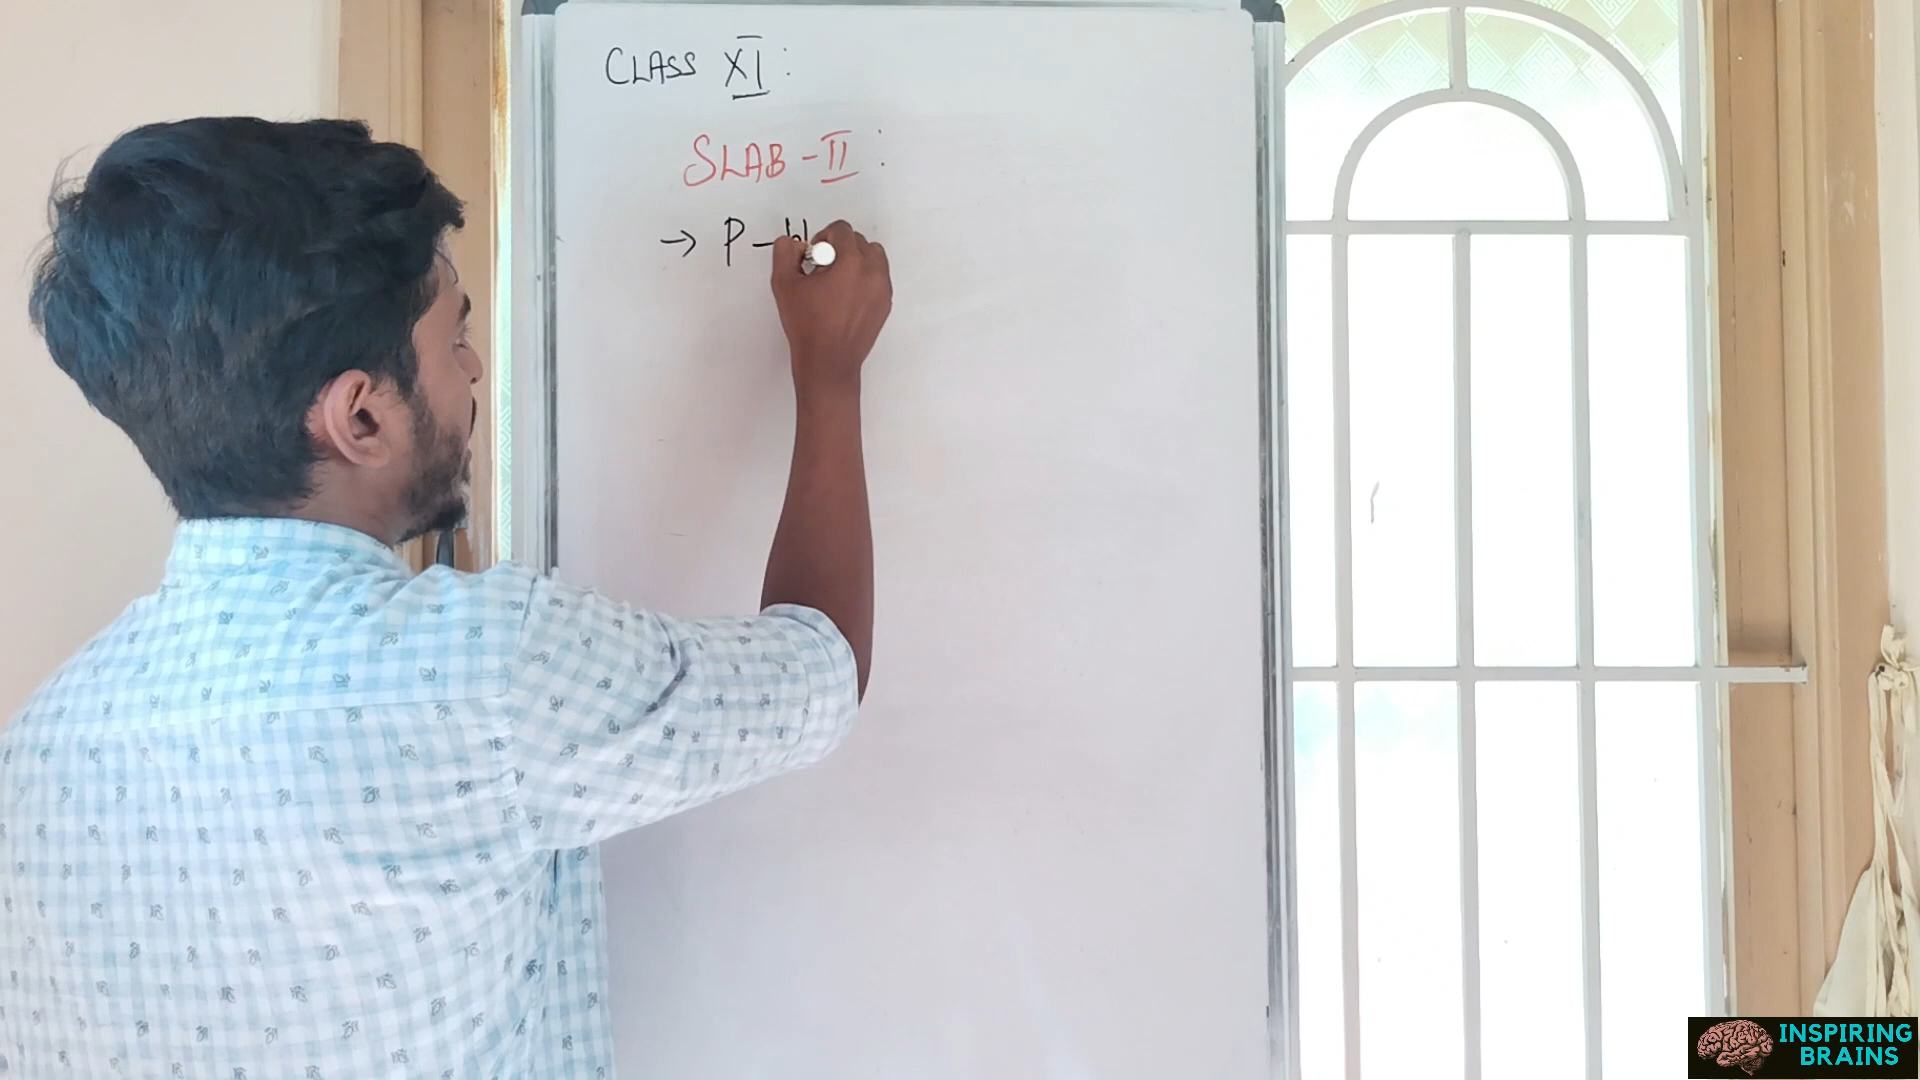 CLASS XI :
SLAB - II :
→ P -
INSPIRING
BRAINS